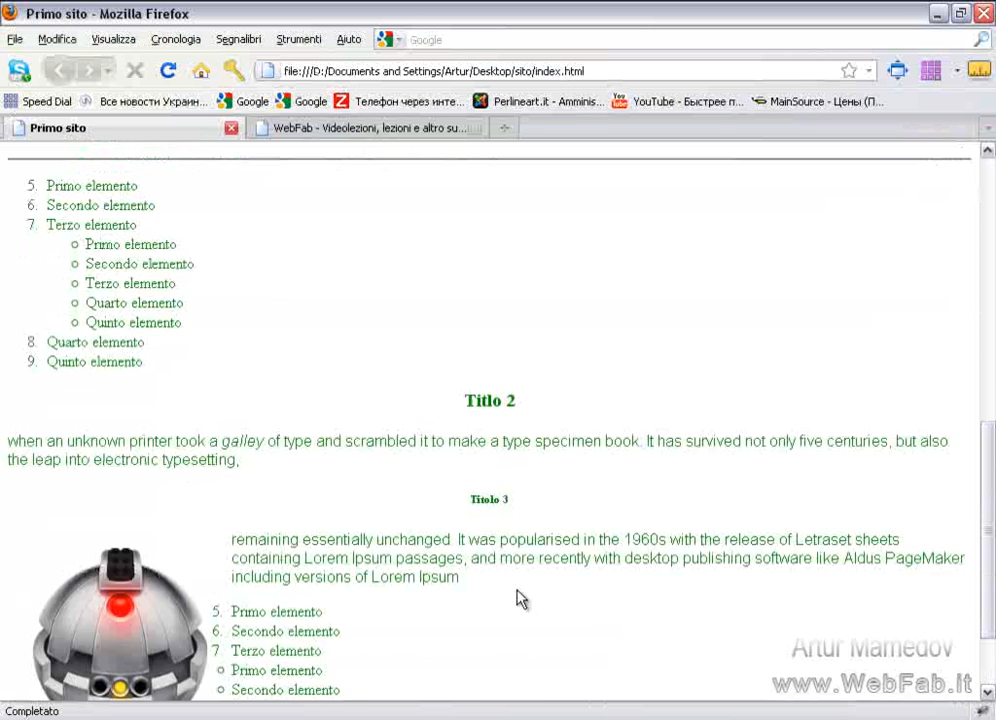 Primo sito - Mozilla Firefox
File Modifica Visualizza Cronologia Segnalibri Strumenti Aiuto Google
file:///D:/Documents and Settings/Artur/Desktop/sito/index.html
Speed Dial Все новости Украин... Google Google Телефон через инте... Perlineart.it - Amminis... YouTube - Быстрее п... MainSource - Цены (П...
Primo sito WebFab - Videolezioni, lezioni e altro su...
5. Primo elemento
6. Secondo elemento
7. Terzo elemento
Primo elemento
Secondo elemento
Terzo elemento
Quarto elemento
Quinto elemento
8. Quarto elemento
9. Quinto elemento
Titlo 2
when an unknown printer took a galley of type and scrambled it to make a type specimen book. It has survived not only five centuries, but also
the leap into electronic typesetting,
Titolo 3
remaining essentially unchanged. It was popularised in the 1960s with the release of Letraset sheets
containing Lorem Ipsum passages, and more recently with desktop publishing software like Aldus PageMaker
including versions of Lorem Ipsum
5. Primo elemento
6. Secondo elemento
7 Terzo elemento
Primo elemento
Secondo elemento
Artur Mamedov
www.WebFab.it
Completato